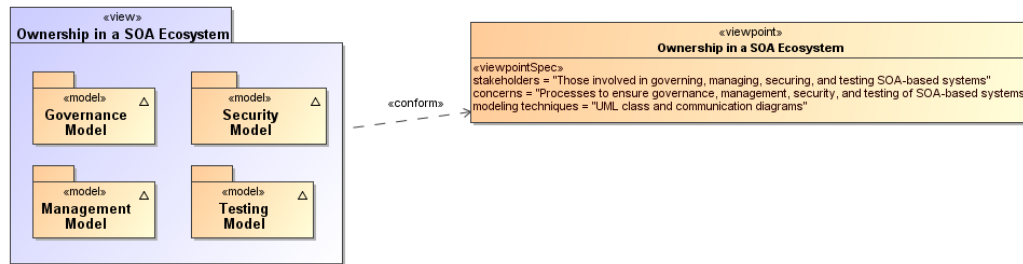 «view»
Ownership in a SOA Ecosystem
«model»
Governance
Model
«model»
Security
Model
«model»
Management
Model
«model»
Testing
Model
«conform»
«viewpoint»
Ownership in a SOA Ecosystem
«viewpointSpec»
stakeholders = "Those involved in governing, managing, securing, and testing SOA-based systems"
concerns = "Processes to ensure governance, management, security, and testing of SOA-based systems
modeling techniques = "UML class and communication diagrams"